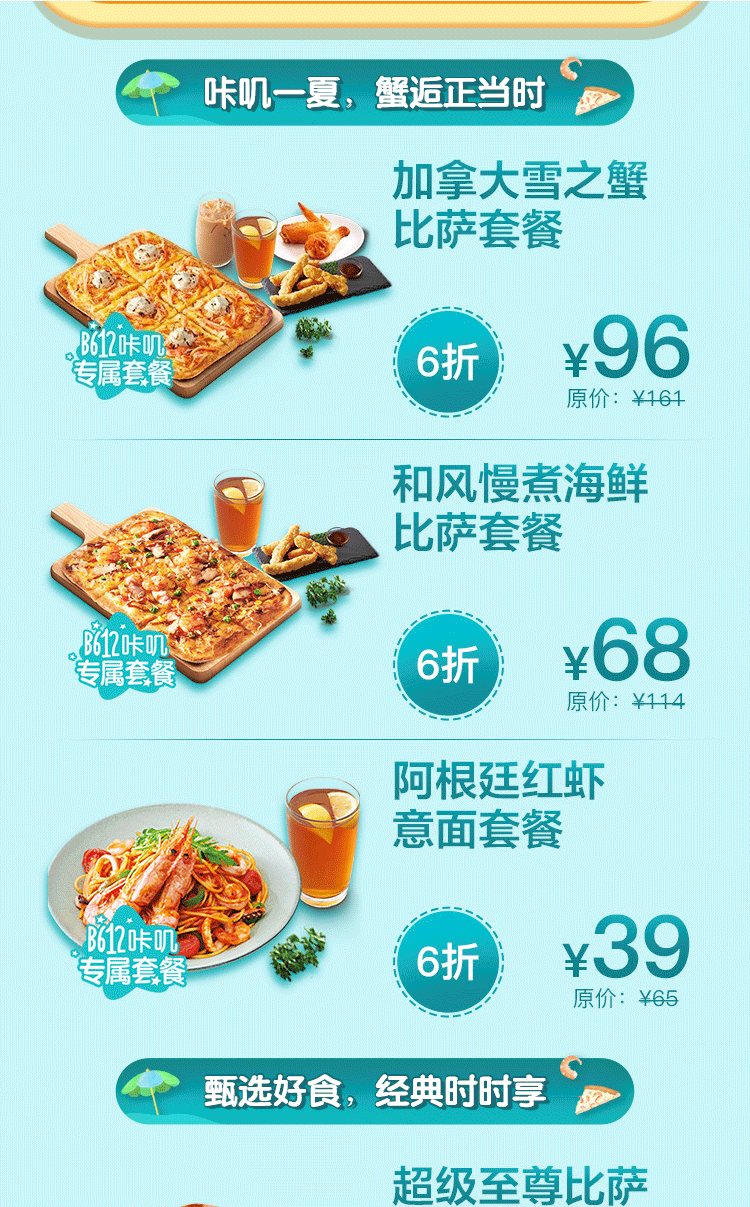 咔叽一夏，蟹逅正当时
加拿大雪之蟹
比萨套餐
B612咔叽
专属套餐
6折
¥96
原价：¥161
和风慢煮海鲜
比萨套餐
B612咔叽
专属套餐
6折
¥68
原价：¥114
阿根廷红虾
意面套餐
B612咔叽
专属套餐
6折
¥39
原价：¥65
甄选好食，经典时时享
超级至尊比萨